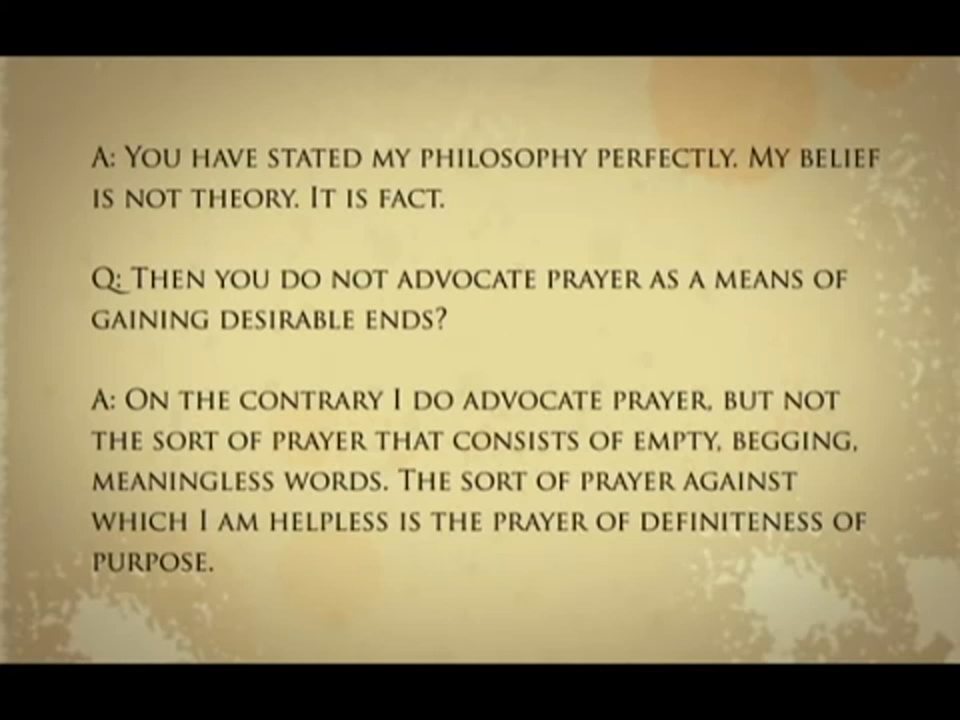 A: You have stated my philosophy perfectly. My belief
is not theory. It is fact.
Q: Then you do not advocate prayer as a means of
gaining desirable ends?
A: On the contrary I do advocate prayer, but not
the sort of prayer that consists of empty, begging,
meaningless words. The sort of prayer against
which I am helpless is the prayer of definiteness of
purpose.